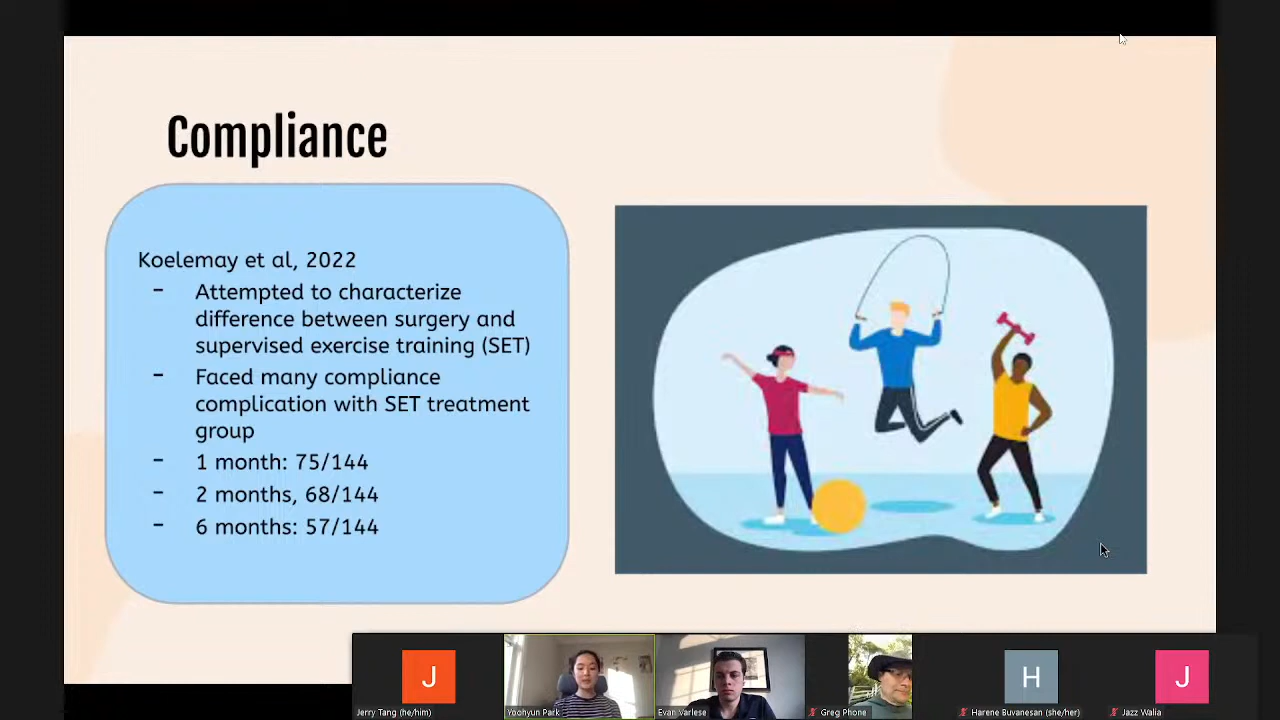 Compliance
Koelemay et al, 2022
- Attempted to characterize
difference between surgery and
supervised exercise training (SET)
- Faced many compliance
complication with SET treatment
group
- 1 month: 75/144
- 2 months, 68/144
- 6 months: 57/144
J
H
J
Jerry Tang (he/him)
Yoohyun Park
Evan Varlese
Greg Phone
Harene Buvanesan (she/her)
Jazz Walia